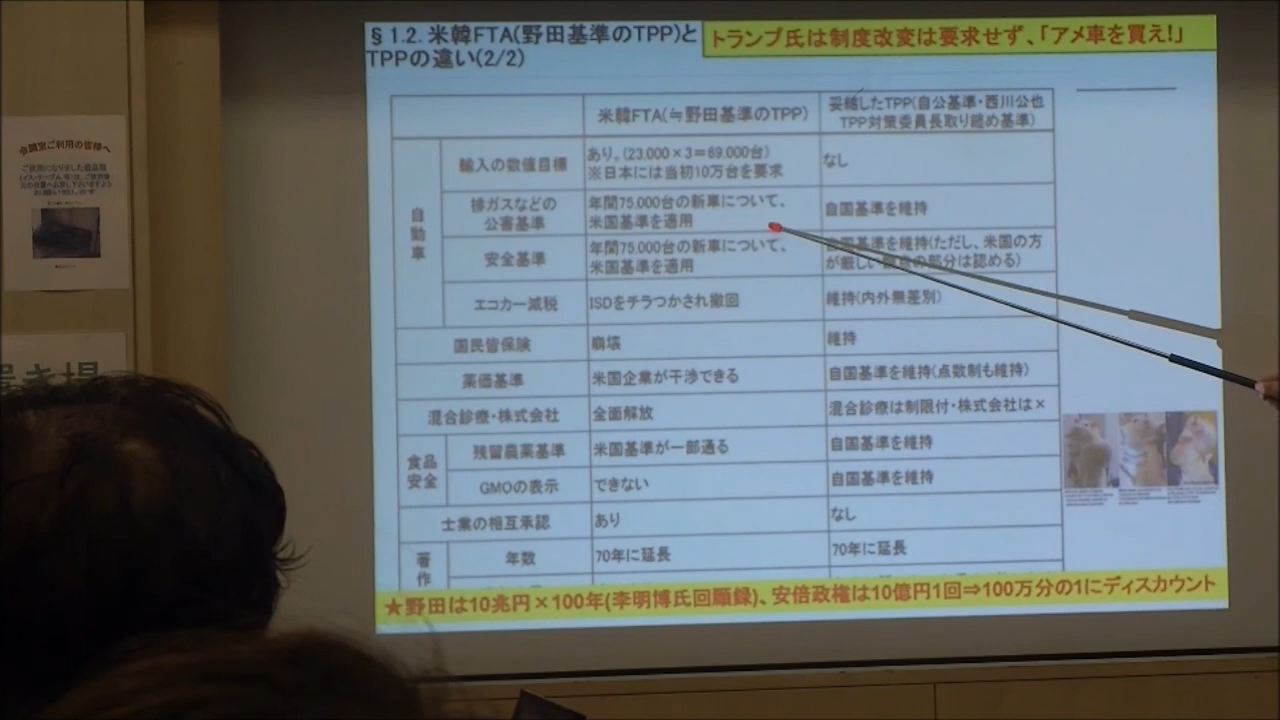 §1.2. 米韓FTA(野田基準のTPP)と
TPPの違い(2/2)
トランプ氏は制度改変は要求せず、「アメ車を買え!」
米韓FTA(≒野田基準のTPP)
妥結したTPP(自公基準・西川公也
TPP対策委員長取り纏め基準)
自動車
輸入の数値目標
あり。(23,000×3=69,000台)
※日本には当初10万台を要求
なし
排ガスなどの
公害基準
年間75,000台の新車について、
米国基準を適用
自国基準を維持
安全基準
年間75,000台の新車について、
米国基準を適用
自国基準を維持(ただし、米国の方
が厳しい の部分は認める)
エコカー減税
ISDをチラつかされ撤回
維持(内外無差別)
国民皆保険
崩壊
維持
薬価基準
米国企業が干渉できる
自国基準を維持(点数制も維持)
混合診療・株式会社
全面解放
混合診療は制限付・株式会社は×
食品
安全
残留農薬基準
米国基準が一部通る
自国基準を維持
GMOの表示
できない
自国基準を維持
士業の相互承認
あり
なし
著作
年数
70年に延長
70年に延長
★野田は10兆円×100年(李明博氏回顧録)、安倍政権は10億円1回⇒100万分の1にディスカウント
会議室ご利用の皆様へ
き場